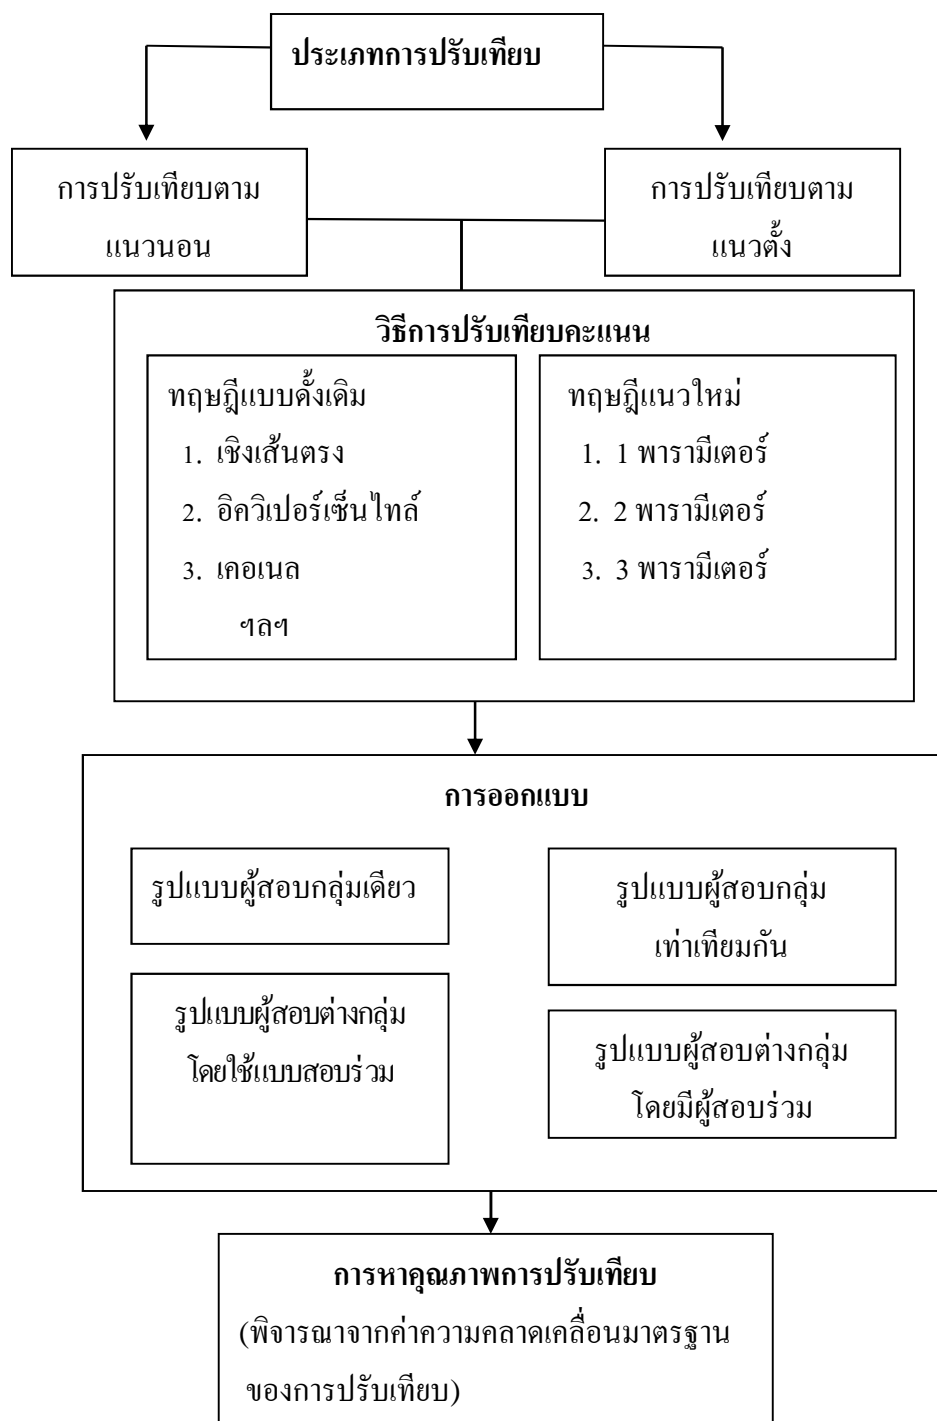 ประเภทการปรับเทียบ
การปรับเทียบตาม
แนวนอน
การปรับเทียบตาม
แนวตั้ง
วิธีการปรับเทียบคะแนน
ทฤษฎีแบบดั้งเดิม
1. เชิงเส้นตรง
2. อิควิเปอร์เซ็นไทล์
3. เคอเนล
ฯลฯ
ทฤษฎีแนวใหม่
1. 1 พารามีเตอร์
2. 2 พารามีเตอร์
3. 3 พารามีเตอร์
การออกแบบ
รูปแบบผู้สอบกลุ่มเดียว
รูปแบบผู้สอบกลุ่ม
เท่าเทียมกัน
รูปแบบผู้สอบต่างกลุ่ม
โดยใช้แบบสอบร่วม
รูปแบบผู้สอบต่างกลุ่ม
โดยมีผู้สอบร่วม
การหาคุณภาพการปรับเทียบ
(พิจารณาจากค่าความคลาดเคลื่อนมาตรฐาน
ของการปรับเทียบ)